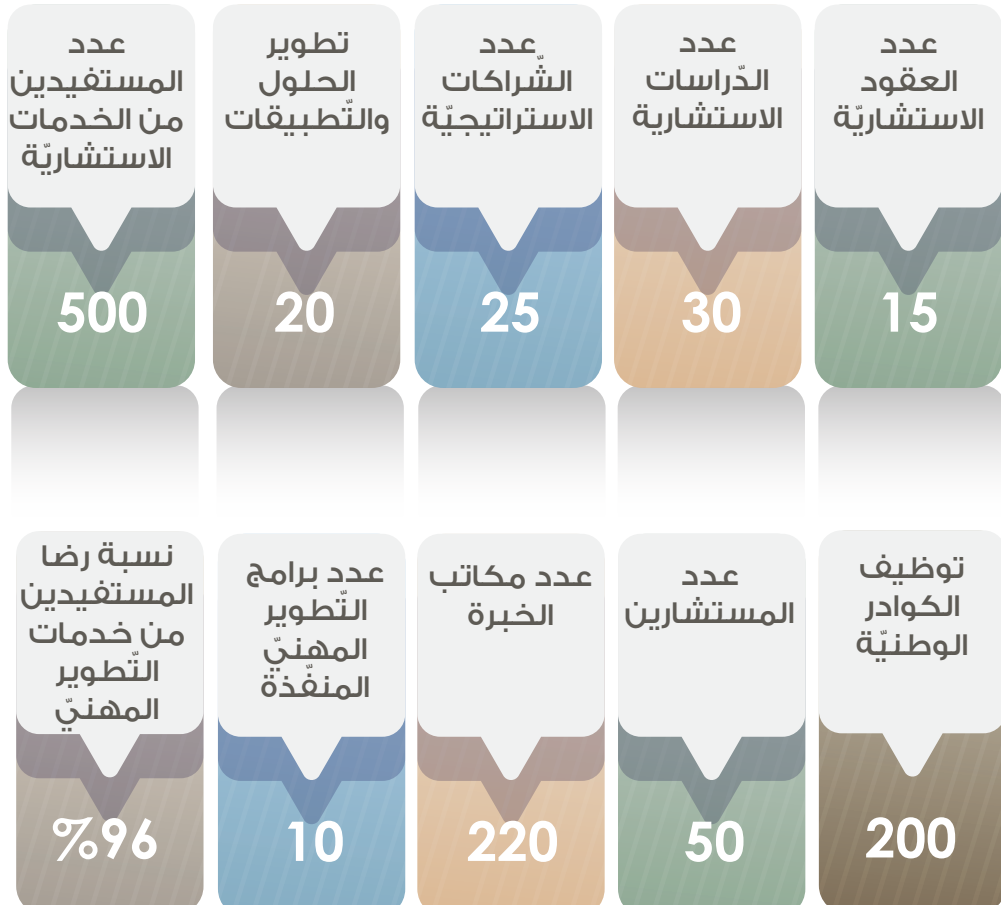 عدد
العقود
الاستشاريّة
15
عدد
الدّراسات
الاستشارية
30
عدد
الشّراكات
الاستراتيجيّة
25
تطوير
الحلول
والتّطبيقات
20
عدد
المستفيدين
من الخدمات
الاستشاريّة
500
توظيف
الكوادر
الوطنيّة
200
عدد
المستشارين
50
عدد مكاتب
الخبرة
220
عدد برامج
التّطوير
المهنيّ
المنفّذة
10
نسبة رضا
المستفيدين
من خدمات
التّطوير
المهنيّ
%96